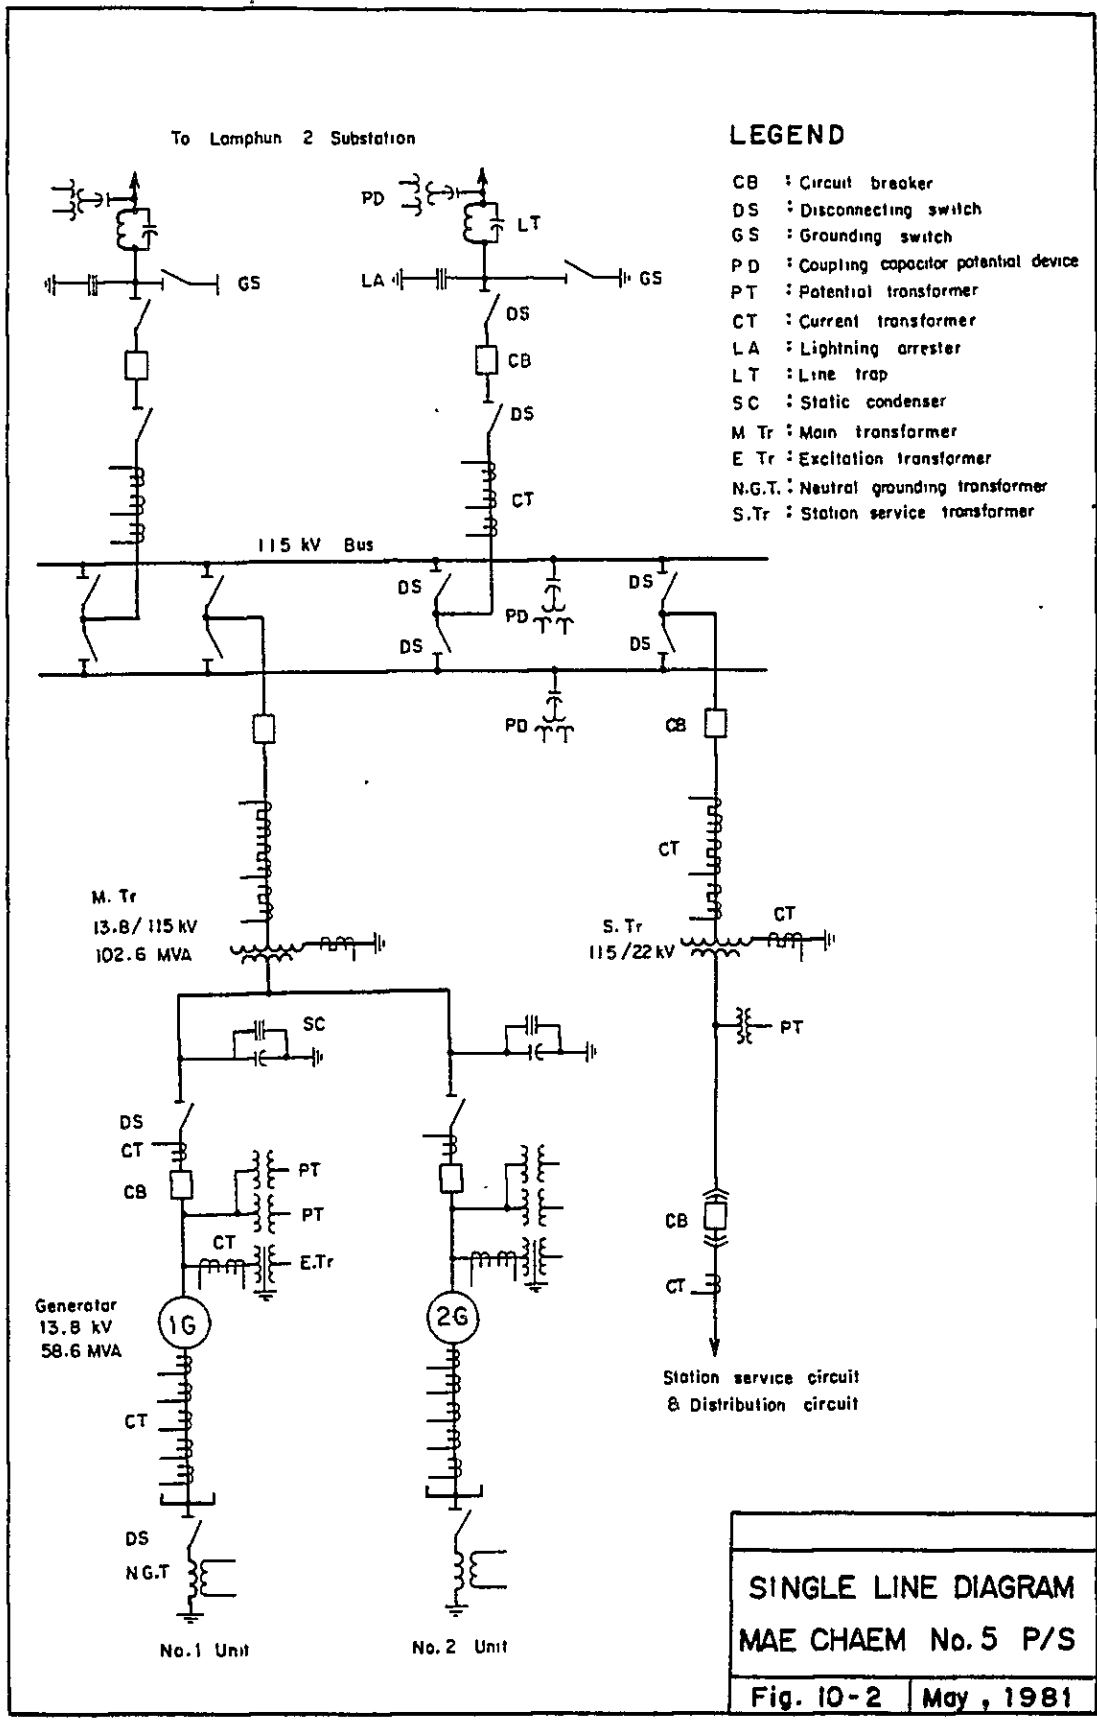 To Lamphun 2 Substation
LEGEND
CB : Circuit breaker
DS : Disconnecting switch
GS : Grounding switch
PD : Coupling capacitor potential device
PT : Potential transformer
CT : Current transformer
LA : Lightning arrester
LT : Line trap
SC : Static condenser
M Tr : Main transformer
E Tr : Excitation transformer
N.G.T. : Neutral grounding transformer
S.Tr : Station service transformer
PD
LT
GS
LA
GS
DS
CB
DS
CT
115 kV Bus
DS
DS
PD
DS
DS
PD
CB
CT
M. Tr
13.8/115 kV
102.6 MVA
S. Tr
115/22 kV
CT
SC
PT
DS
CT
CB
PT
PT
CT
E.Tr
CB
CT
Generator
13.8 kV
58.6 MVA
1G
2G
Station service circuit
& Distribution circuit
CT
DS
N G.T
No.1 Unit
No.2 Unit
SINGLE LINE DIAGRAM
MAE CHAEM No.5 P/S
Fig. 10-2
May, 1981